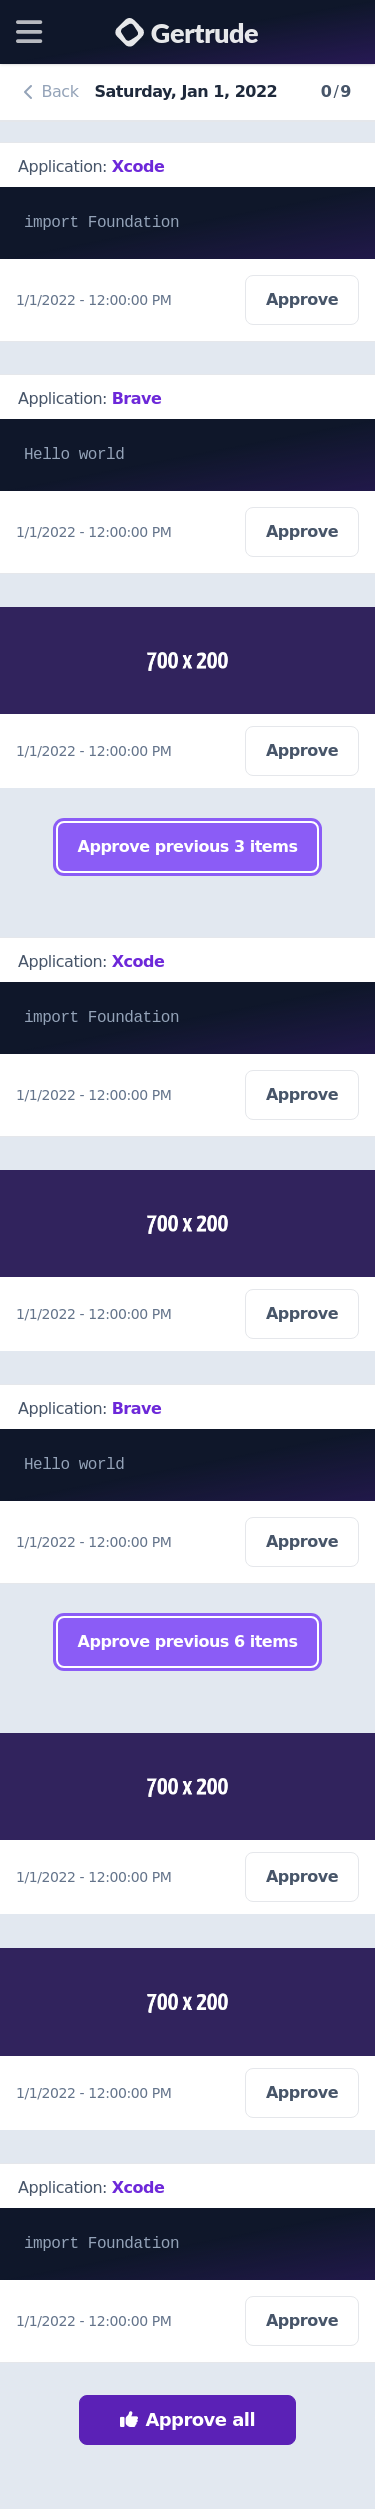 Gertrude
Back Saturday, Jan 1, 2022 0/9
Application: Xcode
import Foundation
1/1/2022 - 12:00:00 PM Approve
Application: Brave
Hello world
1/1/2022 - 12:00:00 PM Approve
700 x 200
1/1/2022 - 12:00:00 PM Approve
Approve previous 3 items
Application: Xcode
import Foundation
1/1/2022 - 12:00:00 PM Approve
700 x 200
1/1/2022 - 12:00:00 PM Approve
Application: Brave
Hello world
1/1/2022 - 12:00:00 PM Approve
Approve previous 6 items
700 x 200
1/1/2022 - 12:00:00 PM Approve
700 x 200
1/1/2022 - 12:00:00 PM Approve
Application: Xcode
import Foundation
1/1/2022 - 12:00:00 PM Approve
Approve all